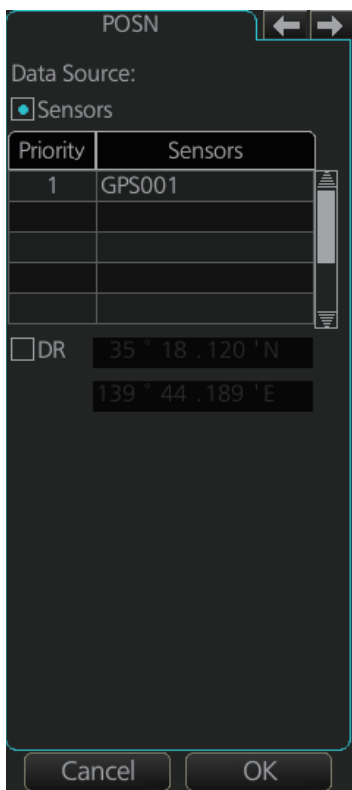 POSN
Data Source:
Sensors
Priority Sensors
1 GPS001
DR 35 ° 18 .120 'N
139 ° 44 .189 'E
Cancel OK